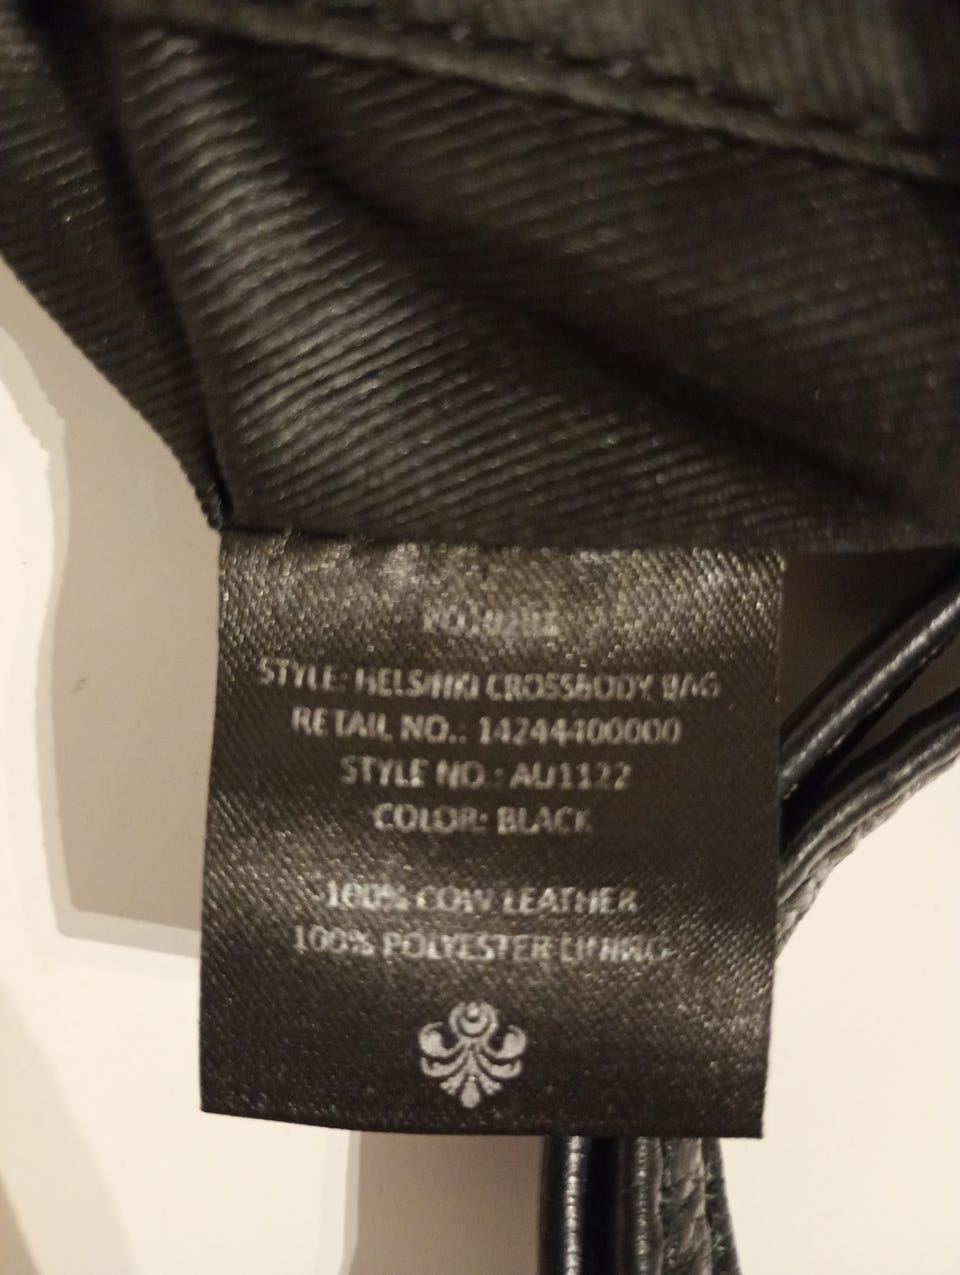 STYLE: HELSINKI CROSSBODY BAG
RETAIL NO.: 14244400000
STYLE NO.: AU1122
COLOR: BLACK
100% COW LEATHER
100% POLYESTER LINING